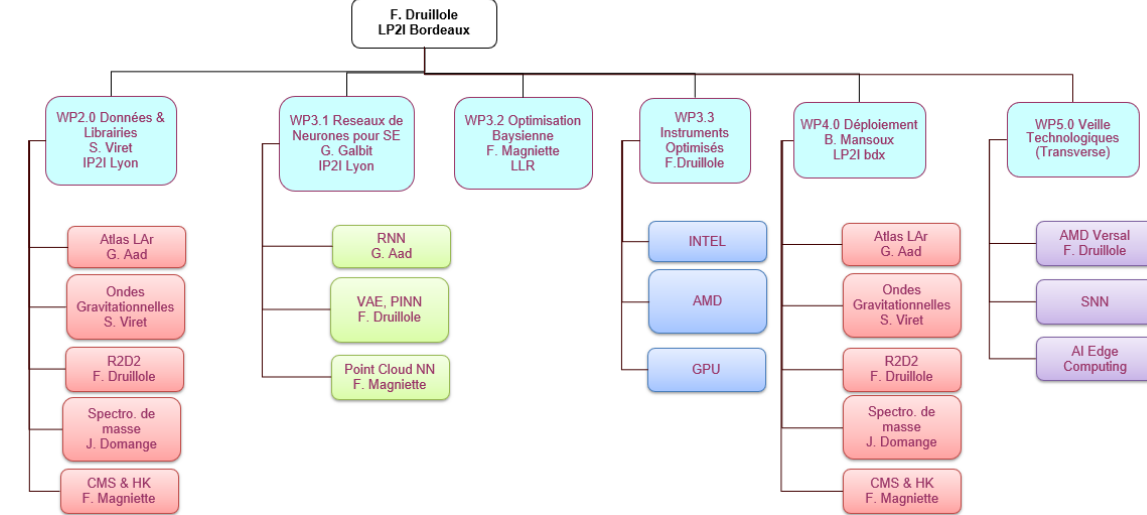 F. Druillole
LP2I Bordeaux
WP2.0 Données &
Librairies
S. Viret
IP2I Lyon
WP3.1 Reseaux de
Neurones pour SE
G. Galbit
IP2I Lyon
WP3.2 Optimisation
Baysienne
F. Magniette
LLR
WP3.3
Instruments
Optimisés
F.Druillole
WP4.0 Déploiement
B. Mansoux
LP2I bdx
WP5.0 Veille
Technologiques
(Transverse)
Atlas LAr
G. Aad
Ondes
Gravitationnelles
S. Viret
R2D2
F. Druillole
Spectro. de
masse
J. Domange
CMS & HK
F. Magniette
RNN
G. Aad
VAE, PINN
F. Druillole
Point Cloud NN
F. Magniette
INTEL
AMD
GPU
Atlas LAr
G. Aad
Ondes
Gravitationnelles
S. Viret
R2D2
F. Druillole
Spectro. de
masse
J. Domange
CMS & HK
F. Magniette
AMD Versal
F. Druillole
SNN
AI Edge
Computing